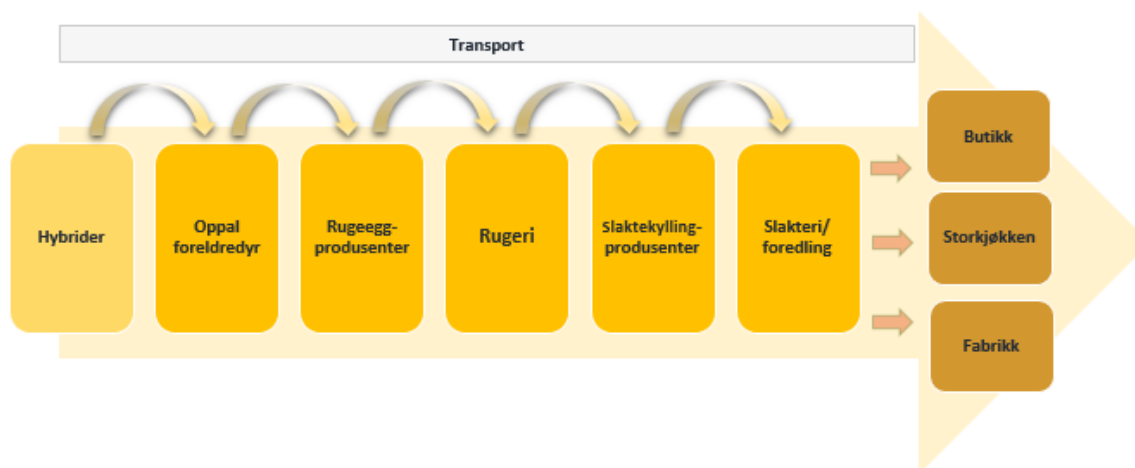 Transport
Hybrider
Oppal
foreldredyr
Rugeegg-
produsenter
Rugeri
Slaktekylling-
produsenter
Slakteri/
foredling
Butikk
Storkjøkken
Fabrikk